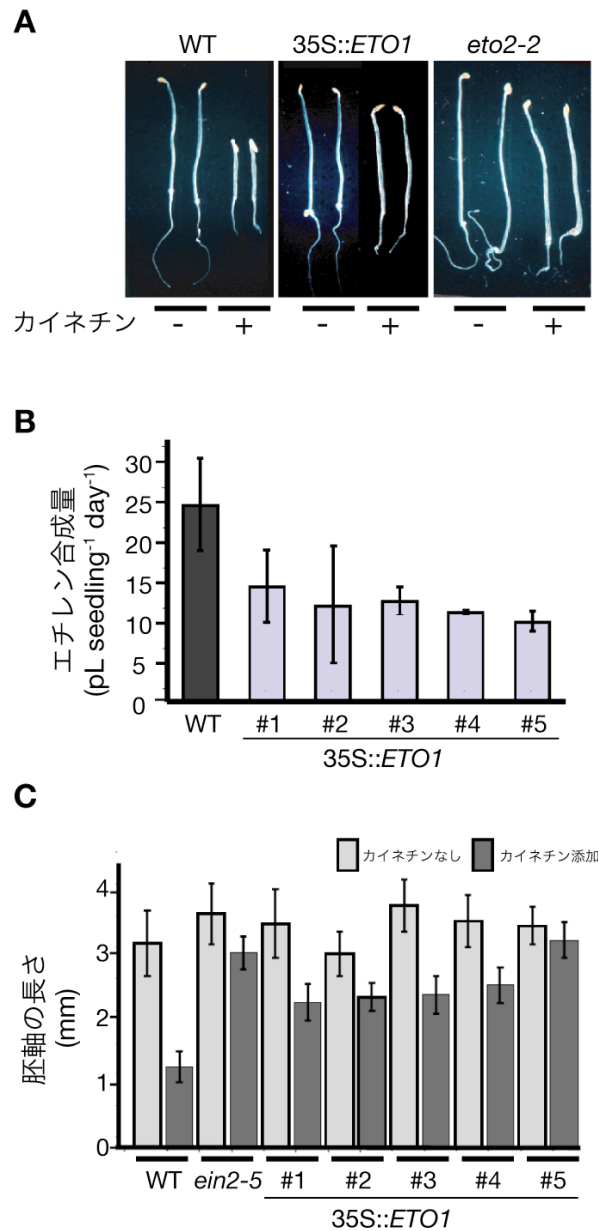 A
WT 35S::ETO1 eto2-2
カイネチン - + - + - +
B
エチレン合成量
(pL seedling⁻¹ day⁻¹)
30
25
20
15
10
5
0
WT #1 #2 #3 #4 #5
35S::ETO1
C
カイネチンなし カイネチン添加
胚軸の長さ
(mm)
4
3
2
1
0
WT ein2-5 #1 #2 #3 #4 #5
35S::ETO1